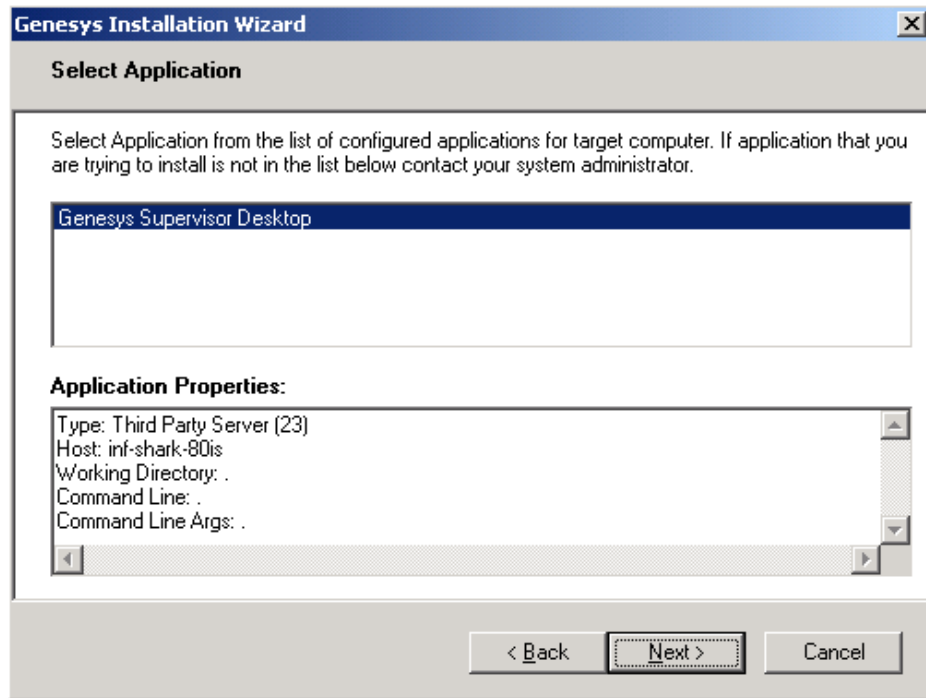 Genesys Installation Wizard
Select Application
Select Application from the list of configured applications for target computer. If application that you
are trying to install is not in the list below contact your system administrator.
Genesys Supervisor Desktop
Application Properties:
Type: Third Party Server (23)
Host: inf-shark-80is
Working Directory: .
Command Line: .
Command Line Args: .
< Back
Next >
Cancel